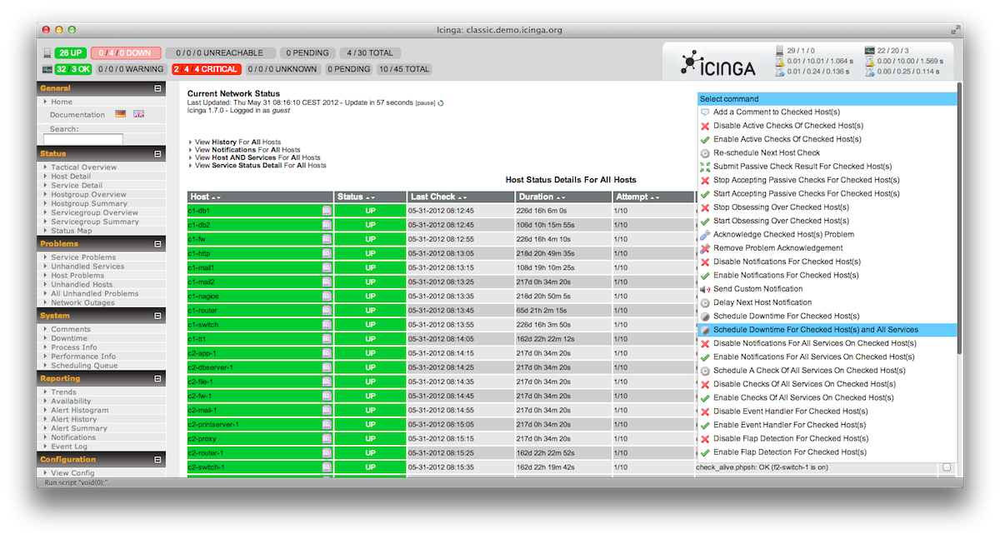 Icinga: classic.demo.icinga.org
26 UP 0 / 4 / 0 DOWN 0 / 0 / 0 UNREACHABLE 0 PENDING 4 / 30 TOTAL
32 / 3 OK 0 / 0 / 0 WARNING 2 / 4 / 4 CRITICAL 0 / 0 / 0 UNKNOWN 0 PENDING 10 / 45 TOTAL
ICINGA
29 / 1 / 0 22 / 20 / 3
0.01 / 10.01 / 1.064 s 0.00 / 10.00 / 1.569 s
0.01 / 0.24 / 0.136 s 0.00 / 0.25 / 0.114 s
General
Home
Documentation
Search:
Status
Tactical Overview
Host Detail
Service Detail
Hostgroup Overview
Hostgroup Summary
Servicegroup Overview
Servicegroup Summary
Status Map
Problems
Service Problems
Unhandled Services
Host Problems
Unhandled Hosts
All Unhandled Problems
Network Outages
System
Comments
Downtime
Process Info
Performance Info
Scheduling Queue
Reporting
Trends
Availability
Alert Histogram
Alert History
Alert Summary
Notifications
Event Log
Configuration
View Config
Run script "void(0);"
Current Network Status
Last Updated: Thu May 31 08:16:10 CEST 2012 - Update in 57 seconds [pause]
Icinga 1.7.0 - Logged in as guest
View History For All Hosts
View Notifications For All Hosts
View Host AND Services For All Hosts
View Service Status Detail For All Hosts
Host Status Details For All Hosts
Host Status Last Check Duration Attempt
c1-db1 UP 05-31-2012 08:12:45 226d 16h 6m 0s 1/10
c1-db2 UP 05-31-2012 08:12:45 106d 10h 15m 55s 1/10
c1-fw UP 05-31-2012 08:12:55 226d 16h 4m 10s 1/10
c1-http UP 05-31-2012 08:13:05 218d 20h 49m 35s 1/10
c1-mail1 UP 05-31-2012 08:13:15 108d 19h 10m 25s 1/10
c1-mail2 UP 05-31-2012 08:13:25 217d 0h 34m 20s 1/10
c1-nagios UP 05-31-2012 08:13:35 218d 20h 50m 5s 1/10
c1-router UP 05-31-2012 08:13:45 65d 21h 2m 15s 1/10
c1-switch UP 05-31-2012 08:13:55 226d 16h 3m 50s 1/10
c1-tt1 UP 05-31-2012 08:14:05 162d 22h 22m 12s 1/10
c2-app-1 UP 05-31-2012 08:14:15 217d 0h 34m 20s 1/10
c2-dbserver-1 UP 05-31-2012 08:14:25 217d 0h 34m 20s 1/10
c2-file-1 UP 05-31-2012 08:14:35 217d 0h 34m 20s 1/10
c2-fw-1 UP 05-31-2012 08:14:45 217d 0h 34m 20s 1/10
c2-mail-1 UP 05-31-2012 08:14:55 217d 0h 34m 20s 1/10
c2-printserver-1 UP 05-31-2012 08:15:05 217d 0h 34m 20s 1/10
c2-proxy UP 05-31-2012 08:15:15 217d 0h 34m 20s 1/10
c2-router-1 UP 05-31-2012 08:15:25 162d 22h 22m 52s 1/10
c2-switch-1 UP 05-31-2012 08:15:35 162d 22h 19m 42s 1/10 check_alive.phpsh: OK (f2-switch-1 is on)
Select command
Add a Comment to Checked Host(s)
Disable Active Checks Of Checked Host(s)
Enable Active Checks Of Checked Host(s)
Re-schedule Next Host Check
Submit Passive Check Result For Checked Host(s)
Stop Accepting Passive Checks For Checked Host(s)
Start Accepting Passive Checks For Checked Host(s)
Stop Obsessing Over Checked Host(s)
Start Obsessing Over Checked Host(s)
Acknowledge Checked Host(s) Problem
Remove Problem Acknowledgement
Disable Notifications For Checked Host(s)
Enable Notifications For Checked Host(s)
Send Custom Notification
Delay Next Host Notification
Schedule Downtime For Checked Host(s)
Schedule Downtime For Checked Host(s) and All Services
Disable Notifications For All Services On Checked Host(s)
Enable Notifications For All Services On Checked Host(s)
Schedule A Check Of All Services On Checked Host(s)
Disable Checks Of All Services On Checked Host(s)
Enable Checks Of All Services On Checked Host(s)
Disable Event Handler For Checked Host(s)
Enable Event Handler For Checked Host(s)
Disable Flap Detection For Checked Host(s)
Enable Flap Detection For Checked Host(s)